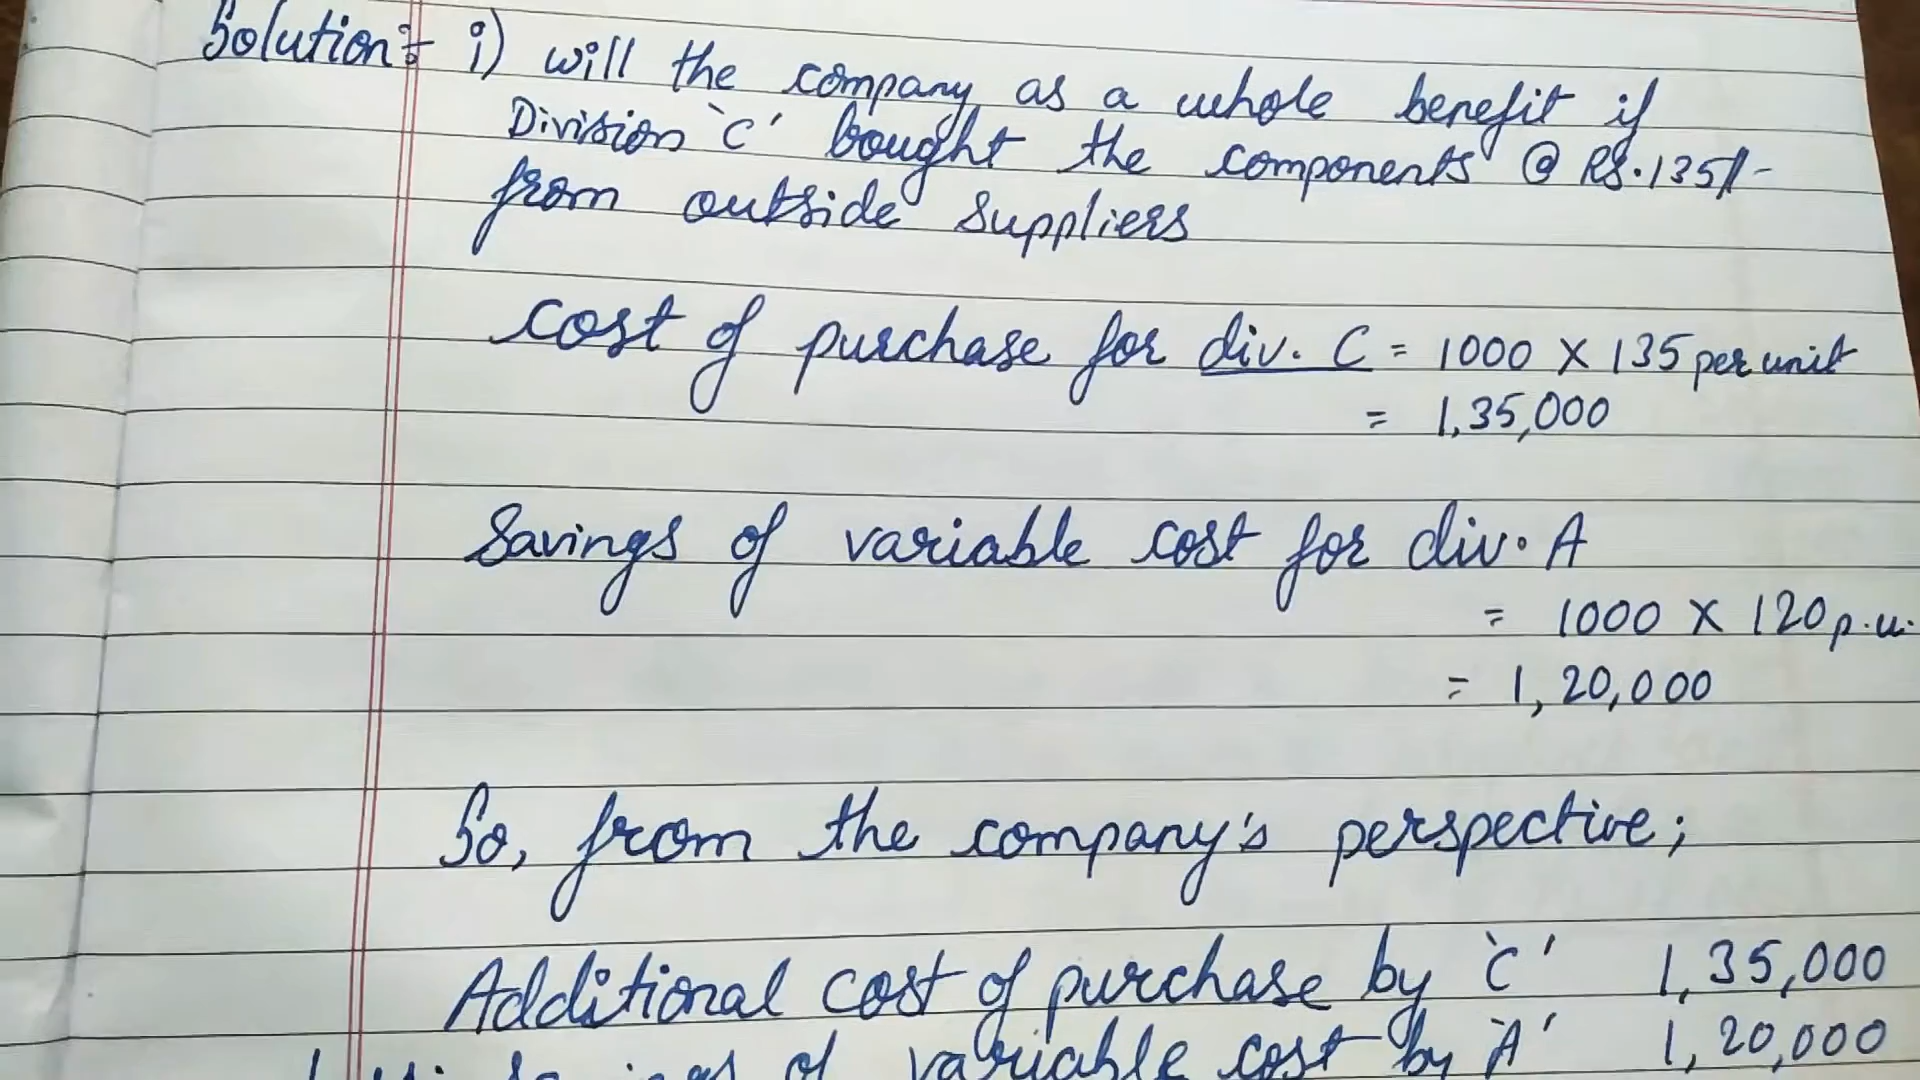 Solution:- i) will the company as a whole benefit if
Division 'C' bought the components @ Rs.135/-
from outside suppliers
Cost of purchase for div. C = 1000 X 135 per unit
= 1,35,000
Savings of variable cost for div. A
= 1000 X 120 p.u.
= 1,20,000
So, from the company's perspective;
Additional cost of purchase by 'C' 1,35,000
of variable cost by 'A' 1,20,000